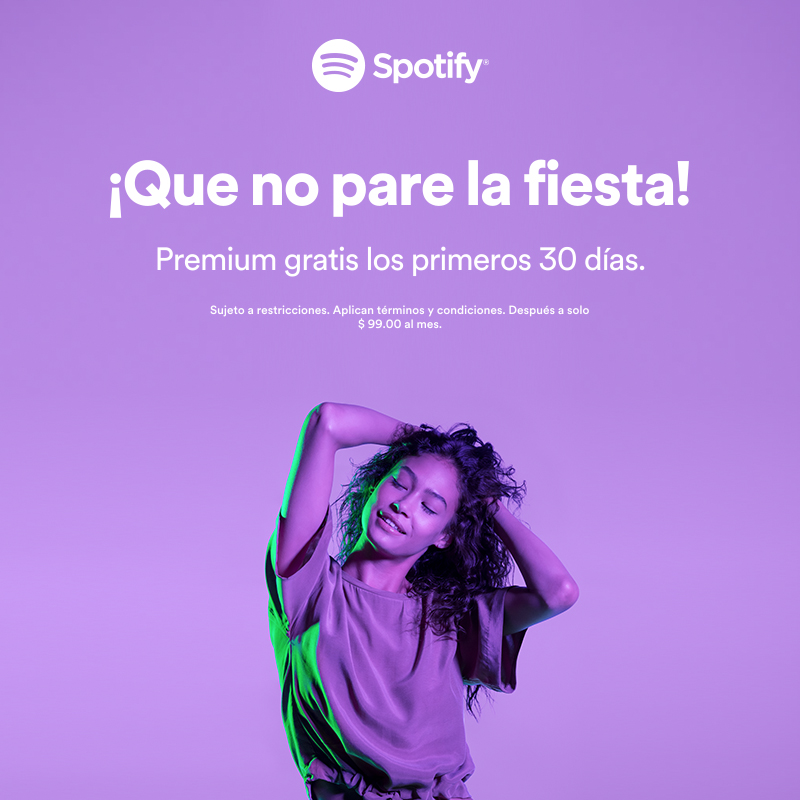 Spotify®
¡Que no pare la fiesta!
Premium gratis los primeros 30 días.
Sujeto a restricciones. Aplican términos y condiciones. Después a solo
$ 99.00 al mes.